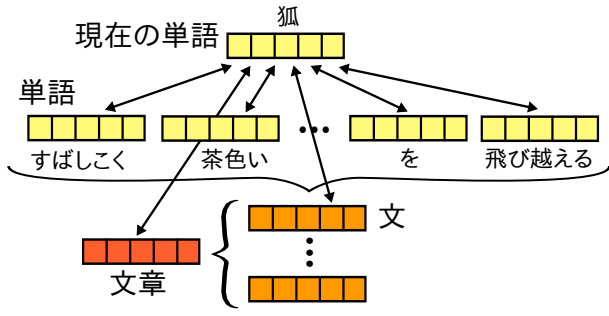 狐
現在の単語
単語
すばしこく 茶色い を 飛び越える
文
文章